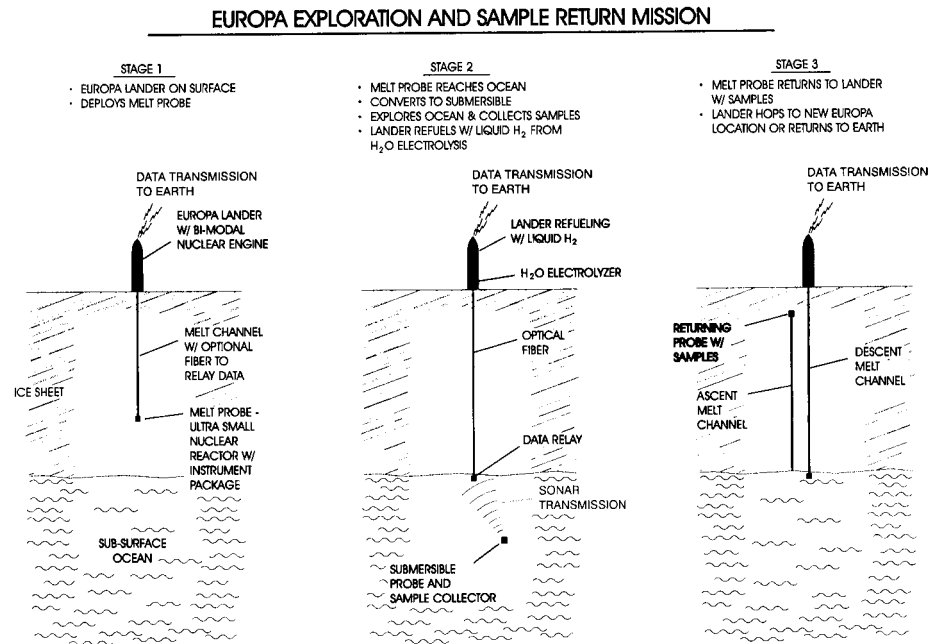 EUROPA EXPLORATION AND SAMPLE RETURN MISSION
STAGE 1
· EUROPA LANDER ON SURFACE
· DEPLOYS MELT PROBE
DATA TRANSMISSION
TO EARTH
EUROPA LANDER
W/ BI-MODAL
NUCLEAR ENGINE
MELT CHANNEL
W/ OPTIONAL
FIBER TO
RELAY DATA
ICE SHEET
MELT PROBE -
ULTRA SMALL
NUCLEAR
REACTOR W/
INSTRUMENT
PACKAGE
SUB-SURFACE
OCEAN
STAGE 2
· MELT PROBE REACHES OCEAN
· CONVERTS TO SUBMERSIBLE
· EXPLORES OCEAN & COLLECTS SAMPLES
· LANDER REFUELS W/ LIQUID H₂ FROM
H₂O ELECTROLYSIS
DATA TRANSMISSION
TO EARTH
LANDER REFUELING
W/ LIQUID H₂
H₂O ELECTROLYZER
OPTICAL
FIBER
DATA RELAY
SONAR
TRANSMISSION
SUBMERSIBLE
PROBE AND
SAMPLE COLLECTOR
STAGE 3
· MELT PROBE RETURNS TO LANDER
W/ SAMPLES
· LANDER HOPS TO NEW EUROPA
LOCATION OR RETURNS TO EARTH
DATA TRANSMISSION
TO EARTH
RETURNING
PROBE W/
SAMPLES
DESCENT
MELT
CHANNEL
ASCENT
MELT
CHANNEL